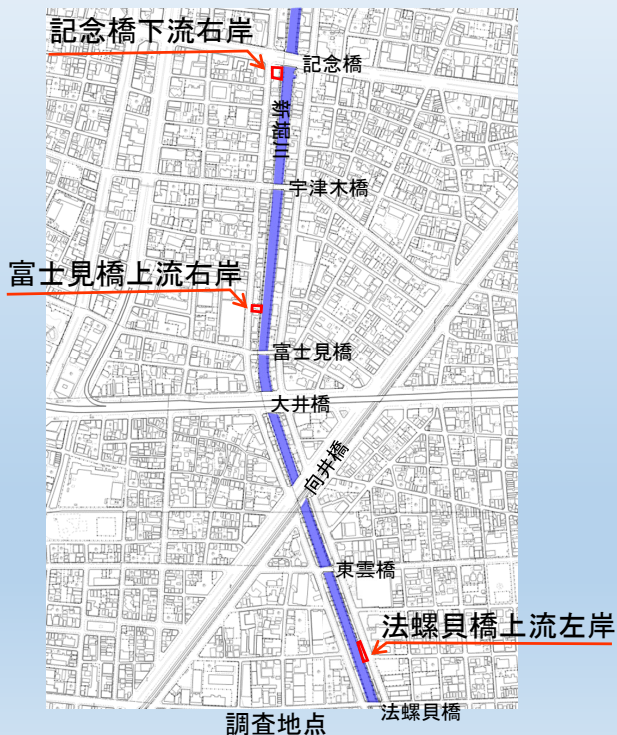 記念橋下流右岸
記念橋
新堀川
宇津木橋
富士見橋上流右岸
富士見橋
大井橋
向井橋
東雲橋
法螺貝橋上流左岸
法螺貝橋
調査地点